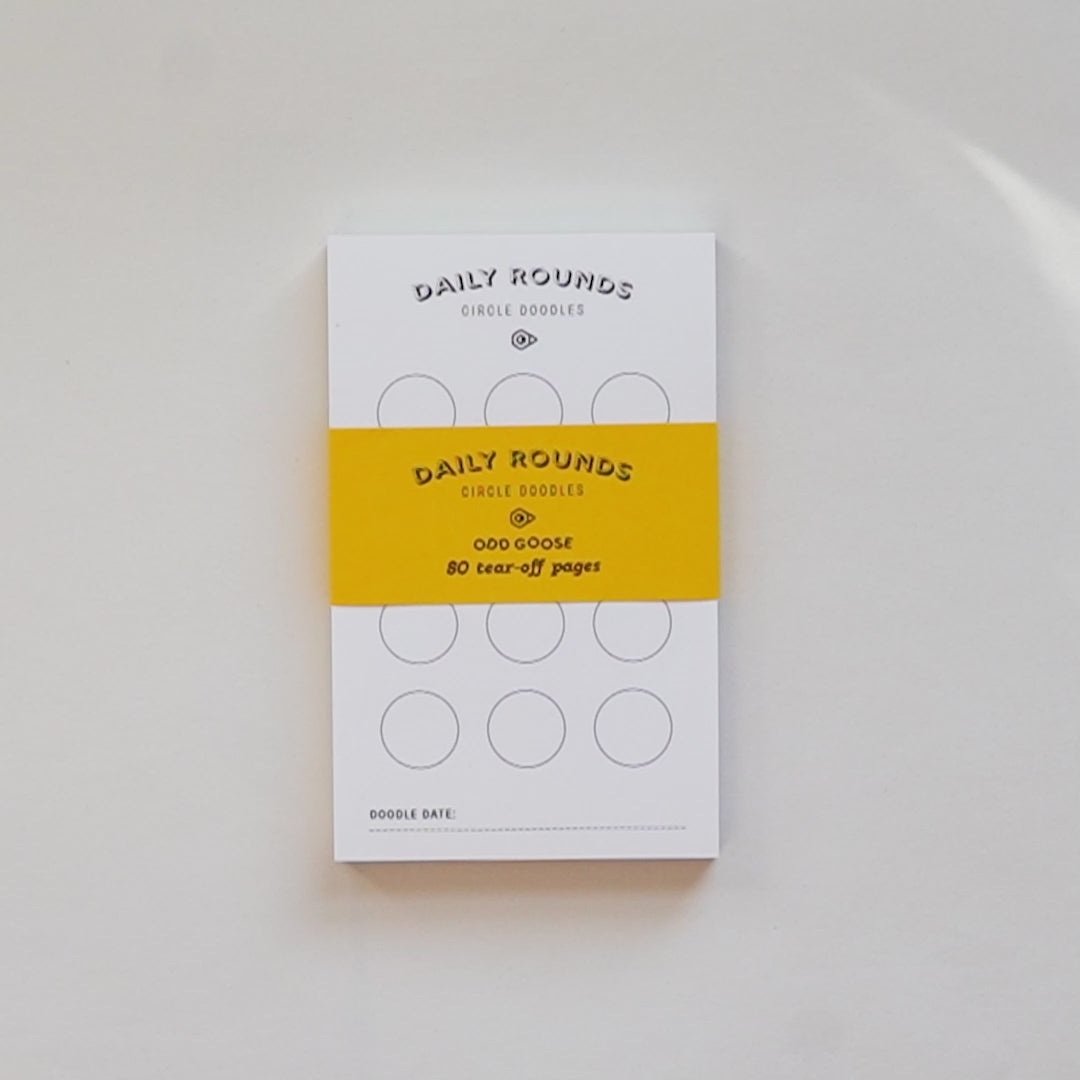 DAILY ROUNDS
CIRCLE DOODLES
DAILY ROUNDS
CIRCLE DOODLES
ODD GOOSE
80 tear-off pages
DOODLE DATE: